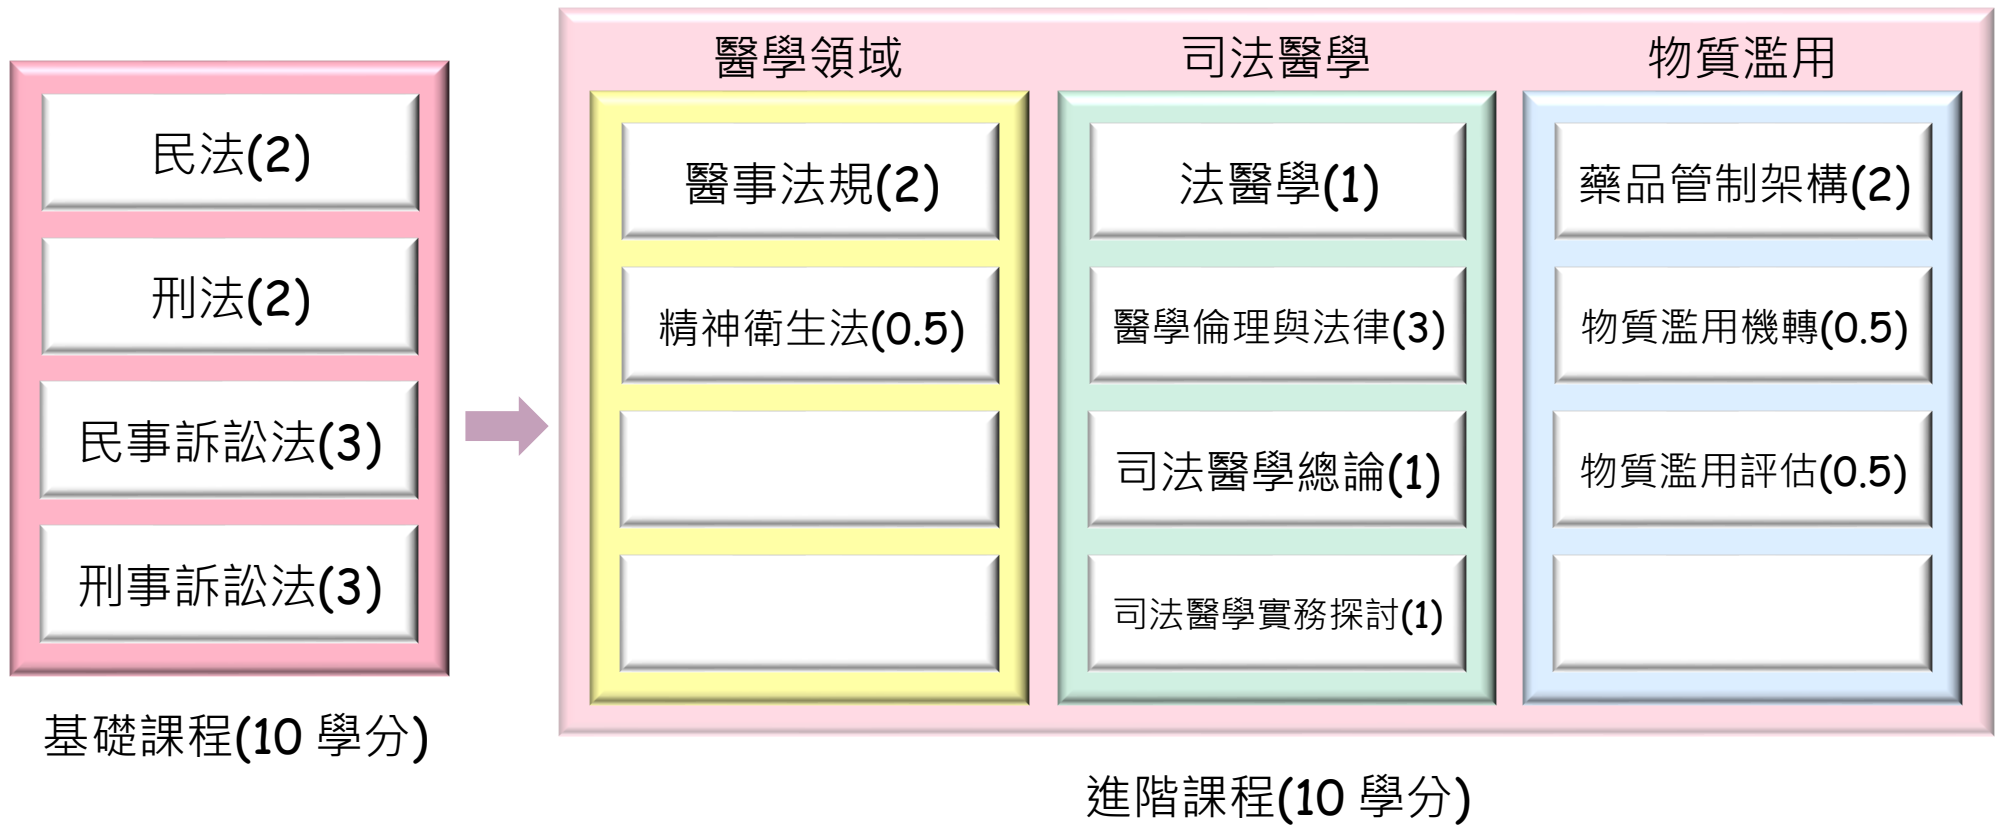 民法(2)
刑法(2)
民事訴訟法(3)
刑事訴訟法(3)
基礎課程(10 學分)
醫學領域
醫事法規(2)
精神衛生法(0.5)
司法醫學
法醫學(1)
醫學倫理與法律(3)
司法醫學總論(1)
司法醫學實務探討(1)
物質濫用
藥品管制架構(2)
物質濫用機轉(0.5)
物質濫用評估(0.5)
進階課程(10 學分)